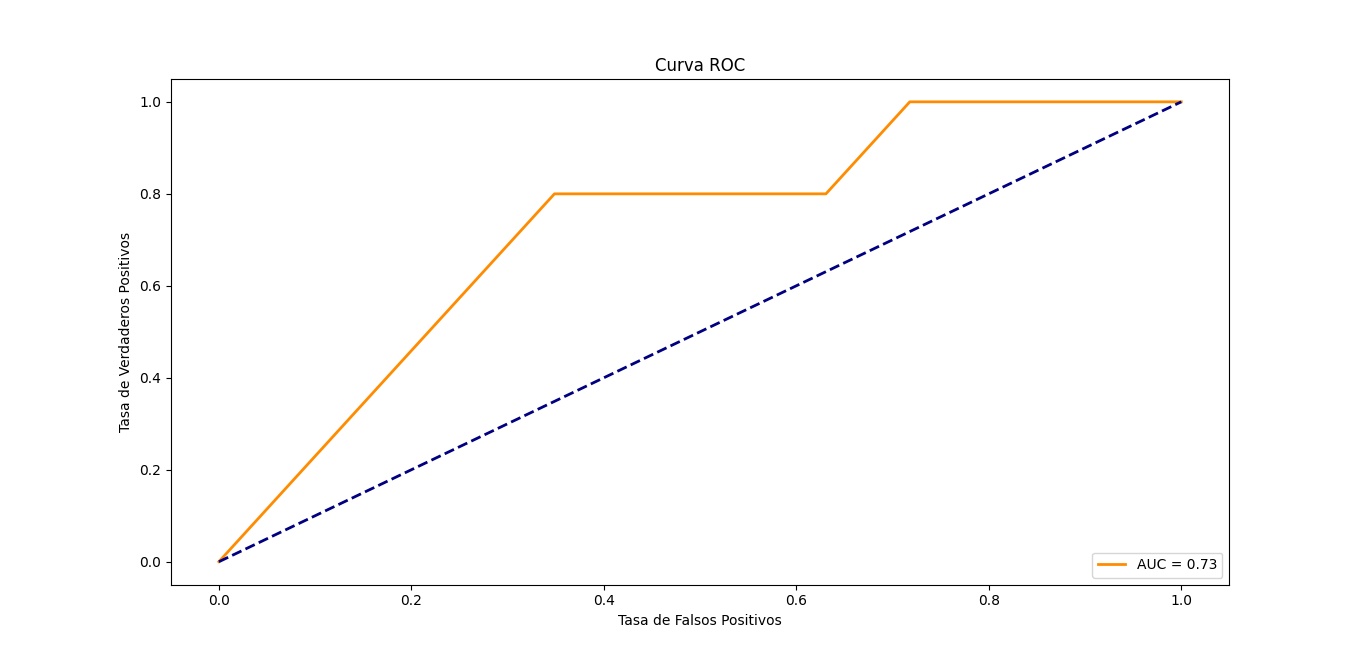 Curva ROC
1.0
0.8
0.6
0.4
0.2
0.0
Tasa de Verdaderos Positivos
0.0 0.2 0.4 0.6 0.8 1.0
Tasa de Falsos Positivos
AUC = 0.73